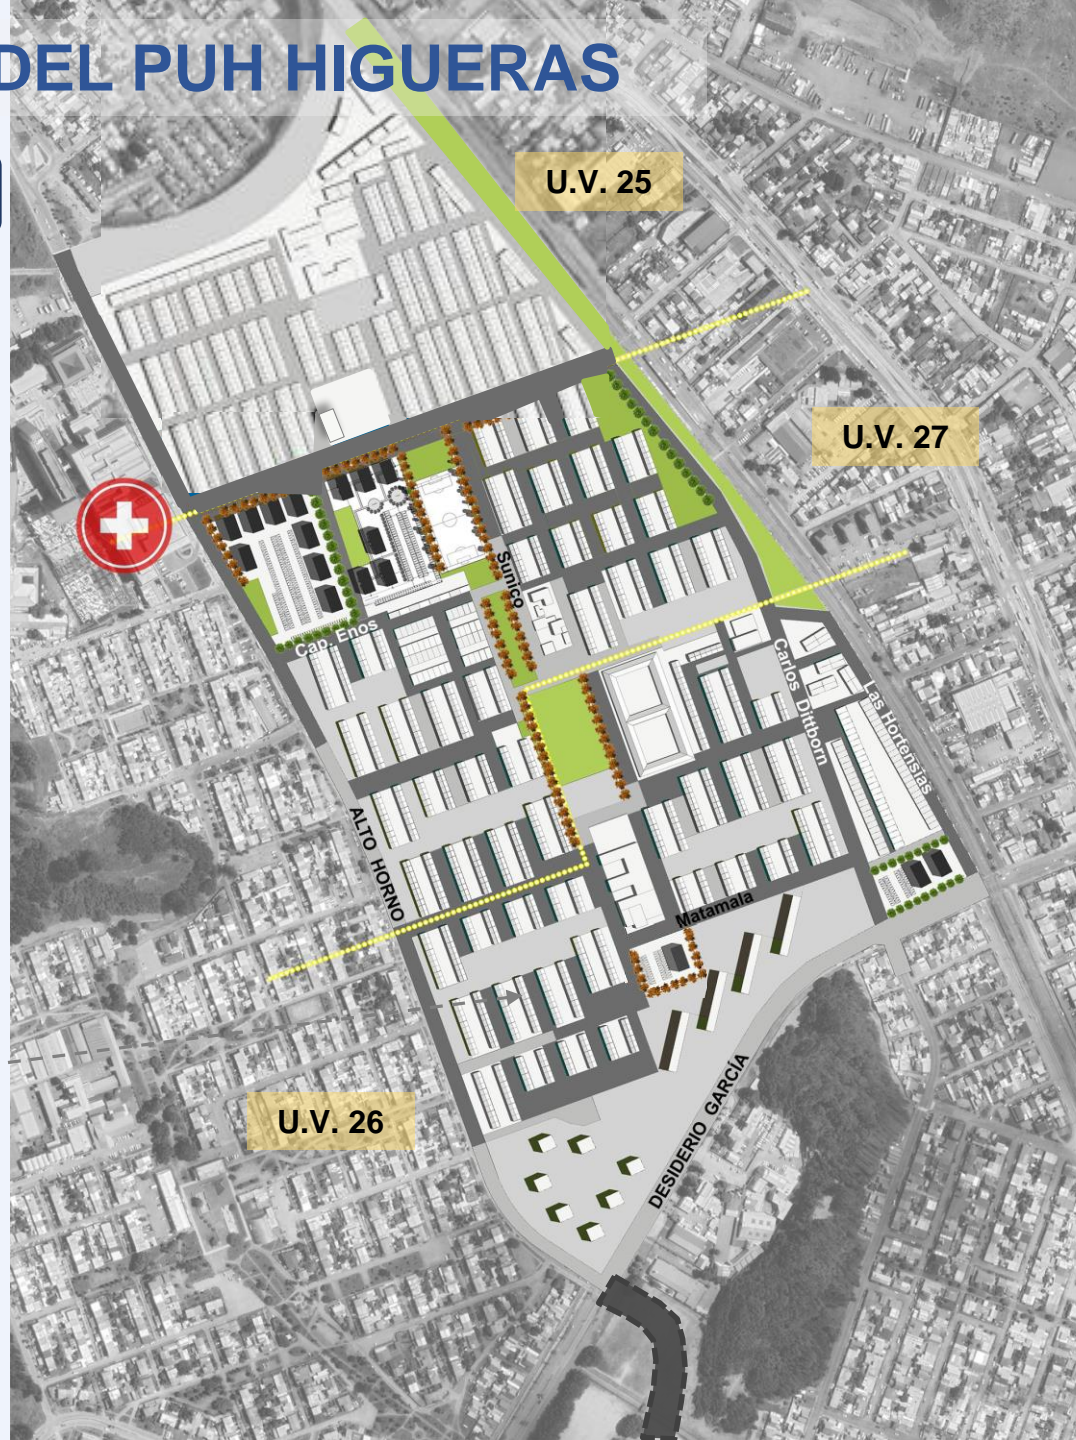 DEL PUH HIGUERAS
U.V. 25
U.V. 27
Sunico
Cap. Enos
Carlos Dittborn
Las Hortensias
ALTO HORNO
Matamala
DESIDERIO GARCÍA
U.V. 26